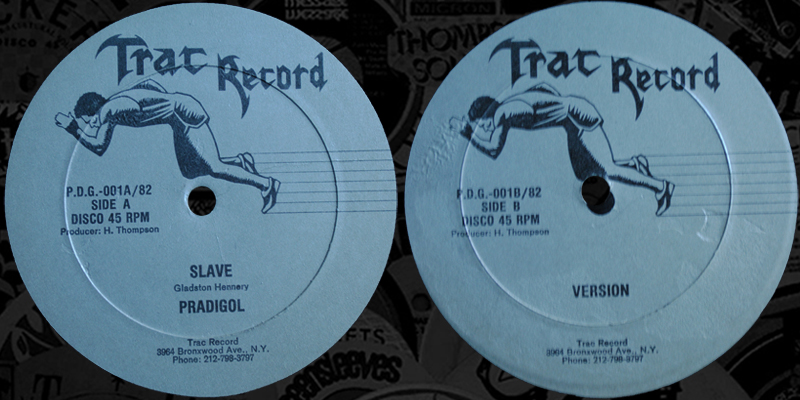 Trac Record
P.D.G.-001A/82
SIDE A
DISCO 45 RPM
Producer: H. Thompson
SLAVE
Gladston Hennery
PRADIGOL
Trac Record
3964 Bronxwood Ave., N.Y.
Phone: 212-798-3797
Trac Record
P.D.G.-001B/82
SIDE B
DISCO 45 RPM
Producer: H. Thompson
VERSION
Trac Record
3964 Bronxwood Ave., N.Y.
Phone: 212-798-3797